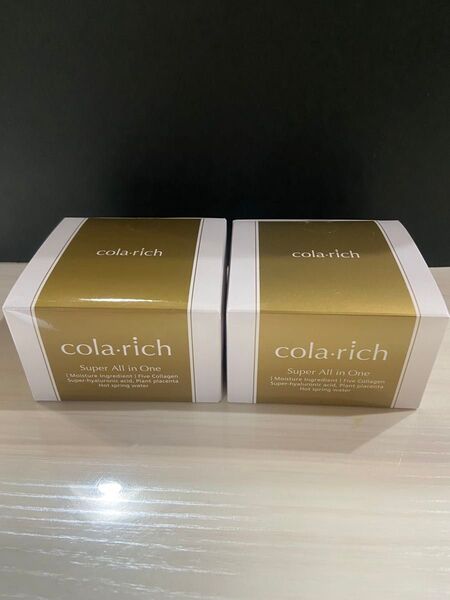 cola·rich
cola·rich
Super All in One
[ Moisture Ingredient ] Five Collagen
Super-hyaluronic acid, Plant placenta
Hot spring water
cola·rich
cola·rich
Super All in One
[ Moisture Ingredient ] Five Collagen
Super-hyaluronic acid, Plant placenta
Hot spring water